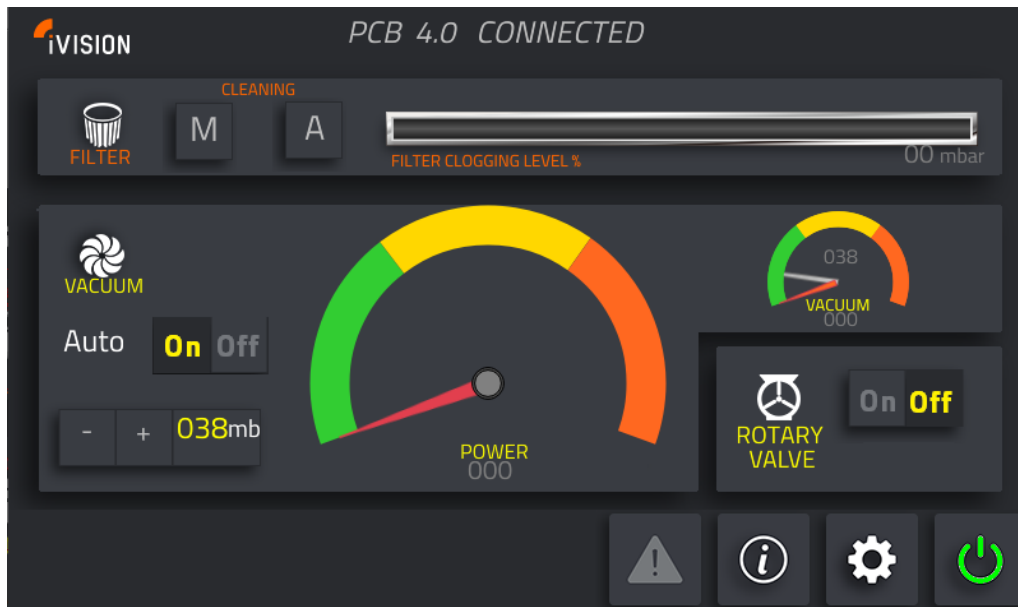 iVISION
PCB 4.0 CONNECTED
CLEANING
M
A
FILTER
FILTER CLOGGING LEVEL %
00 mbar
VACUUM
Auto
On Off
- + 038mb
POWER
000
038
VACUUM
000
ROTARY
VALVE
On Off